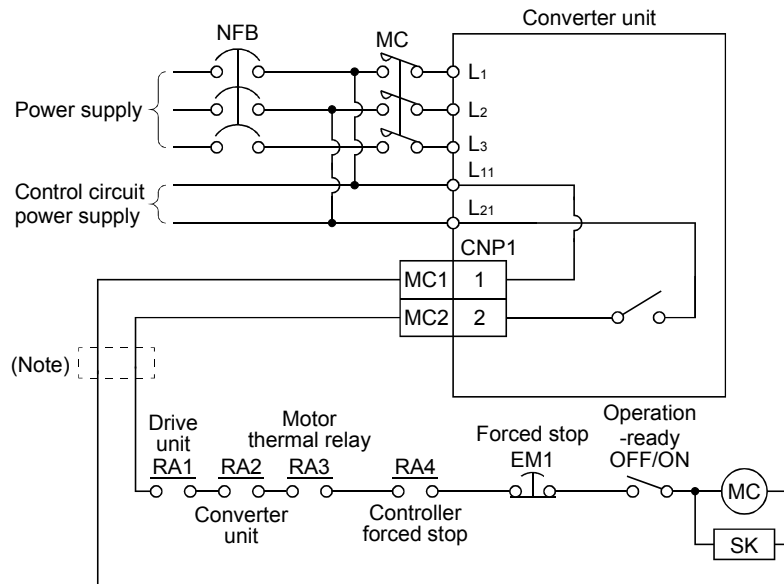 Converter unit
NFB
MC
L1
Power supply
L2
L3
L11
Control circuit
power supply
L21
CNP1
MC1 1
MC2 2
(Note)
Drive
unit
RA1
RA2
Converter
unit
Motor
thermal relay
RA3
RA4
Controller
forced stop
Forced stop
EM1
Operation
-ready
OFF/ON
MC
SK